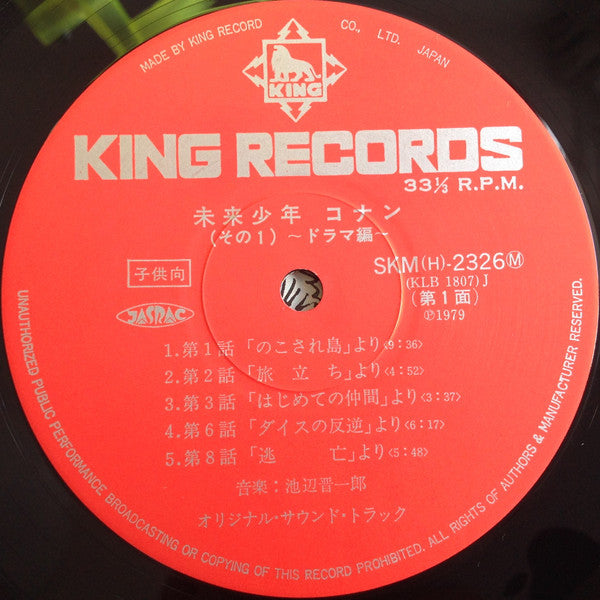 MADE BY KING RECORD CO., LTD. JAPAN
KING
KING RECORDS
33⅓ R.P.M.
未来少年 コナン
(その1) ~ドラマ編~
子供向
SKM(H)-2326Ⓜ
(KLB 1807)J
(第1面)
Ⓟ1979
JASRAC
1.第1話「のこされ島」より<9:36>
2.第2話「旅立ち」より<4:52>
3.第3話「はじめての仲間」より<3:37>
4.第6話「ダイスの反逆」より<6:17>
5.第8話「逃亡」より<5:48>
音楽:池辺晋一郎
オリジナル・サウンド・トラック
UNAUTHORIZED PUBLIC PERFORMANCE BROADCASTING OR COPYING OF THIS RECORD PROHIBITED. ALL RIGHTS OF AUTHORS & MANUFACTURER RESERVED.